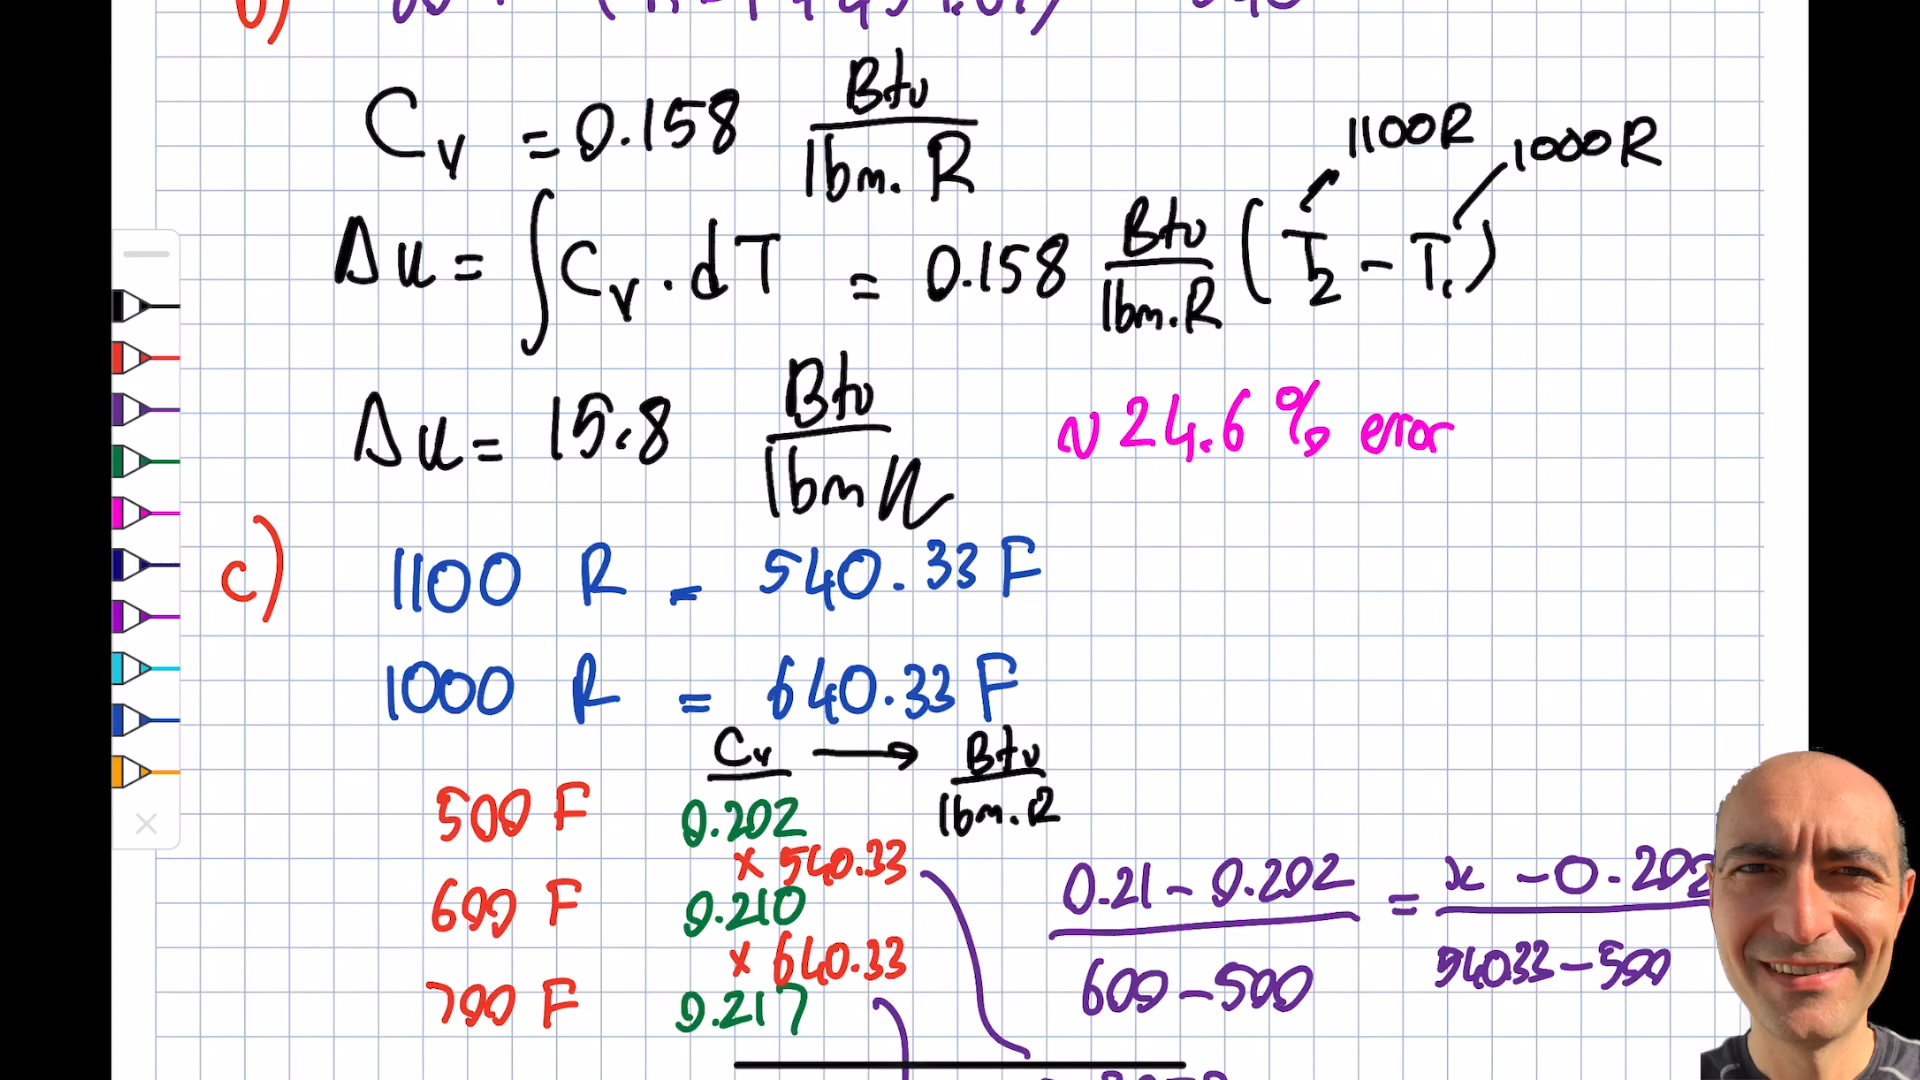 b)
Cv = 0.158 Btu/lbm.R
1100R 1000R
Δu = ∫Cv.dT = 0.158 Btu/lbm.R (T2 - T1)
Δu = 15.8 Btu/lbm ~ 24.6% error
c) 1100 R = 540.33 F
1000 R = 640.33 F
Cv → Btu/lbm.R
500 F 0.202
x 540.33
600 F 0.210
x 640.33
700 F 0.217
(0.21 - 0.202)/(600 - 500) = (x - 0.202)/(540.33 - 500)